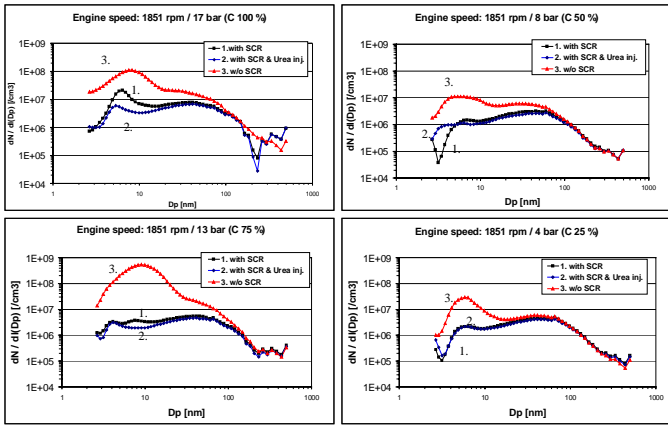 Engine speed: 1851 rpm / 17 bar (C 100 %)
dN / dl(Dp) [/cm3]
1E+09
1E+08
1E+07
1E+06
1E+05
1E+04
1. with SCR
2. with SCR & Urea inj.
3. w/o SCR
3.
1.
2.
1 10 100 1000
Dp [nm]
Engine speed: 1851 rpm / 8 bar (C 50 %)
dN / dl(Dp) [/cm3]
1E+09
1E+08
1E+07
1E+06
1E+05
1E+04
1. with SCR
2. with SCR & Urea inj.
3. w/o SCR
3.
2.
1.
1 10 100 1000
Dp [nm]
Engine speed: 1851 rpm / 13 bar (C 75 %)
dN / dl(Dp) [/cm3]
1E+09
1E+08
1E+07
1E+06
1E+05
1E+04
1. with SCR
2. with SCR & Urea inj.
3. w/o SCR
3.
1.
2.
1 10 100 1000
Dp [nm]
Engine speed: 1851 rpm / 4 bar (C 25 %)
dN / dl(Dp) [/cm3]
1E+09
1E+08
1E+07
1E+06
1E+05
1E+04
1. with SCR
2. with SCR & Urea inj.
3. w/o SCR
3.
2.
1.
1 10 100 1000
Dp [nm]